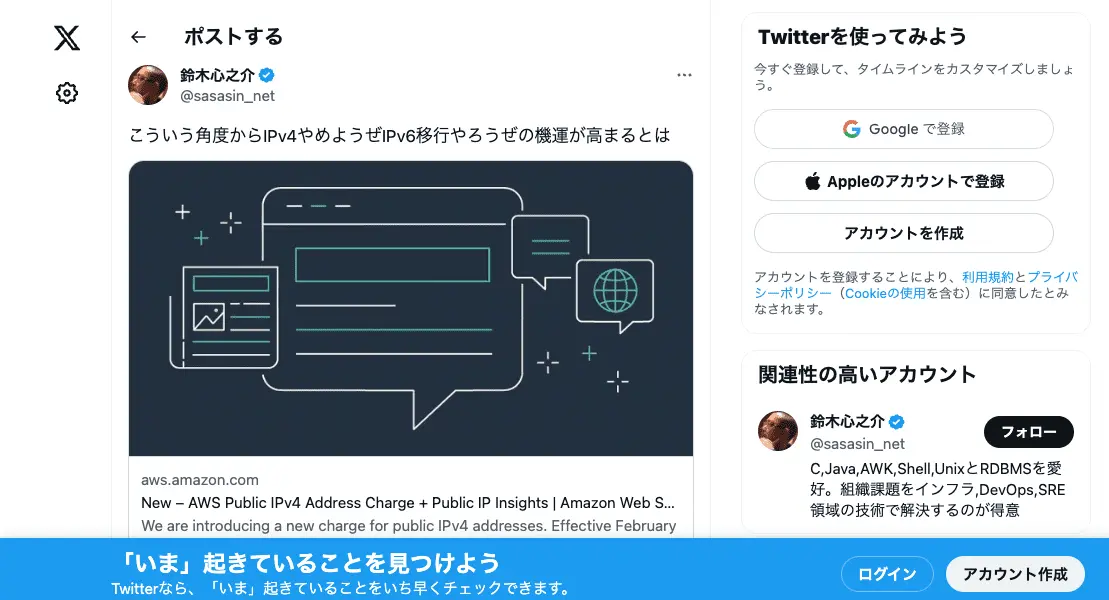 ポストする
鈴木心之介
@sasasin_net
こういう角度からIPv4やめようぜIPv6移行やろうぜの機運が高まるとは
aws.amazon.com
New – AWS Public IPv4 Address Charge + Public IP Insights | Amazon Web S...
We are introducing a new charge for public IPv4 addresses. Effective February
Twitterを使ってみよう
今すぐ登録して、タイムラインをカスタマイズしましょ
う。
Google で登録
Appleのアカウントで登録
アカウントを作成
アカウントを登録することにより、利用規約とプライバ
シーポリシー（Cookieの使用を含む）に同意したとみ
なされます。
関連性の高いアカウント
鈴木心之介
@sasasin_net
フォロー
C,Java,AWK,Shell,UnixとRDBMSを愛
好。組織課題をインフラ,DevOps,SRE
領域の技術で解決するのが得意
「いま」起きていることを見つけよう
Twitterなら、「いま」起きていることをいち早くチェックできます。
ログイン
アカウント作成